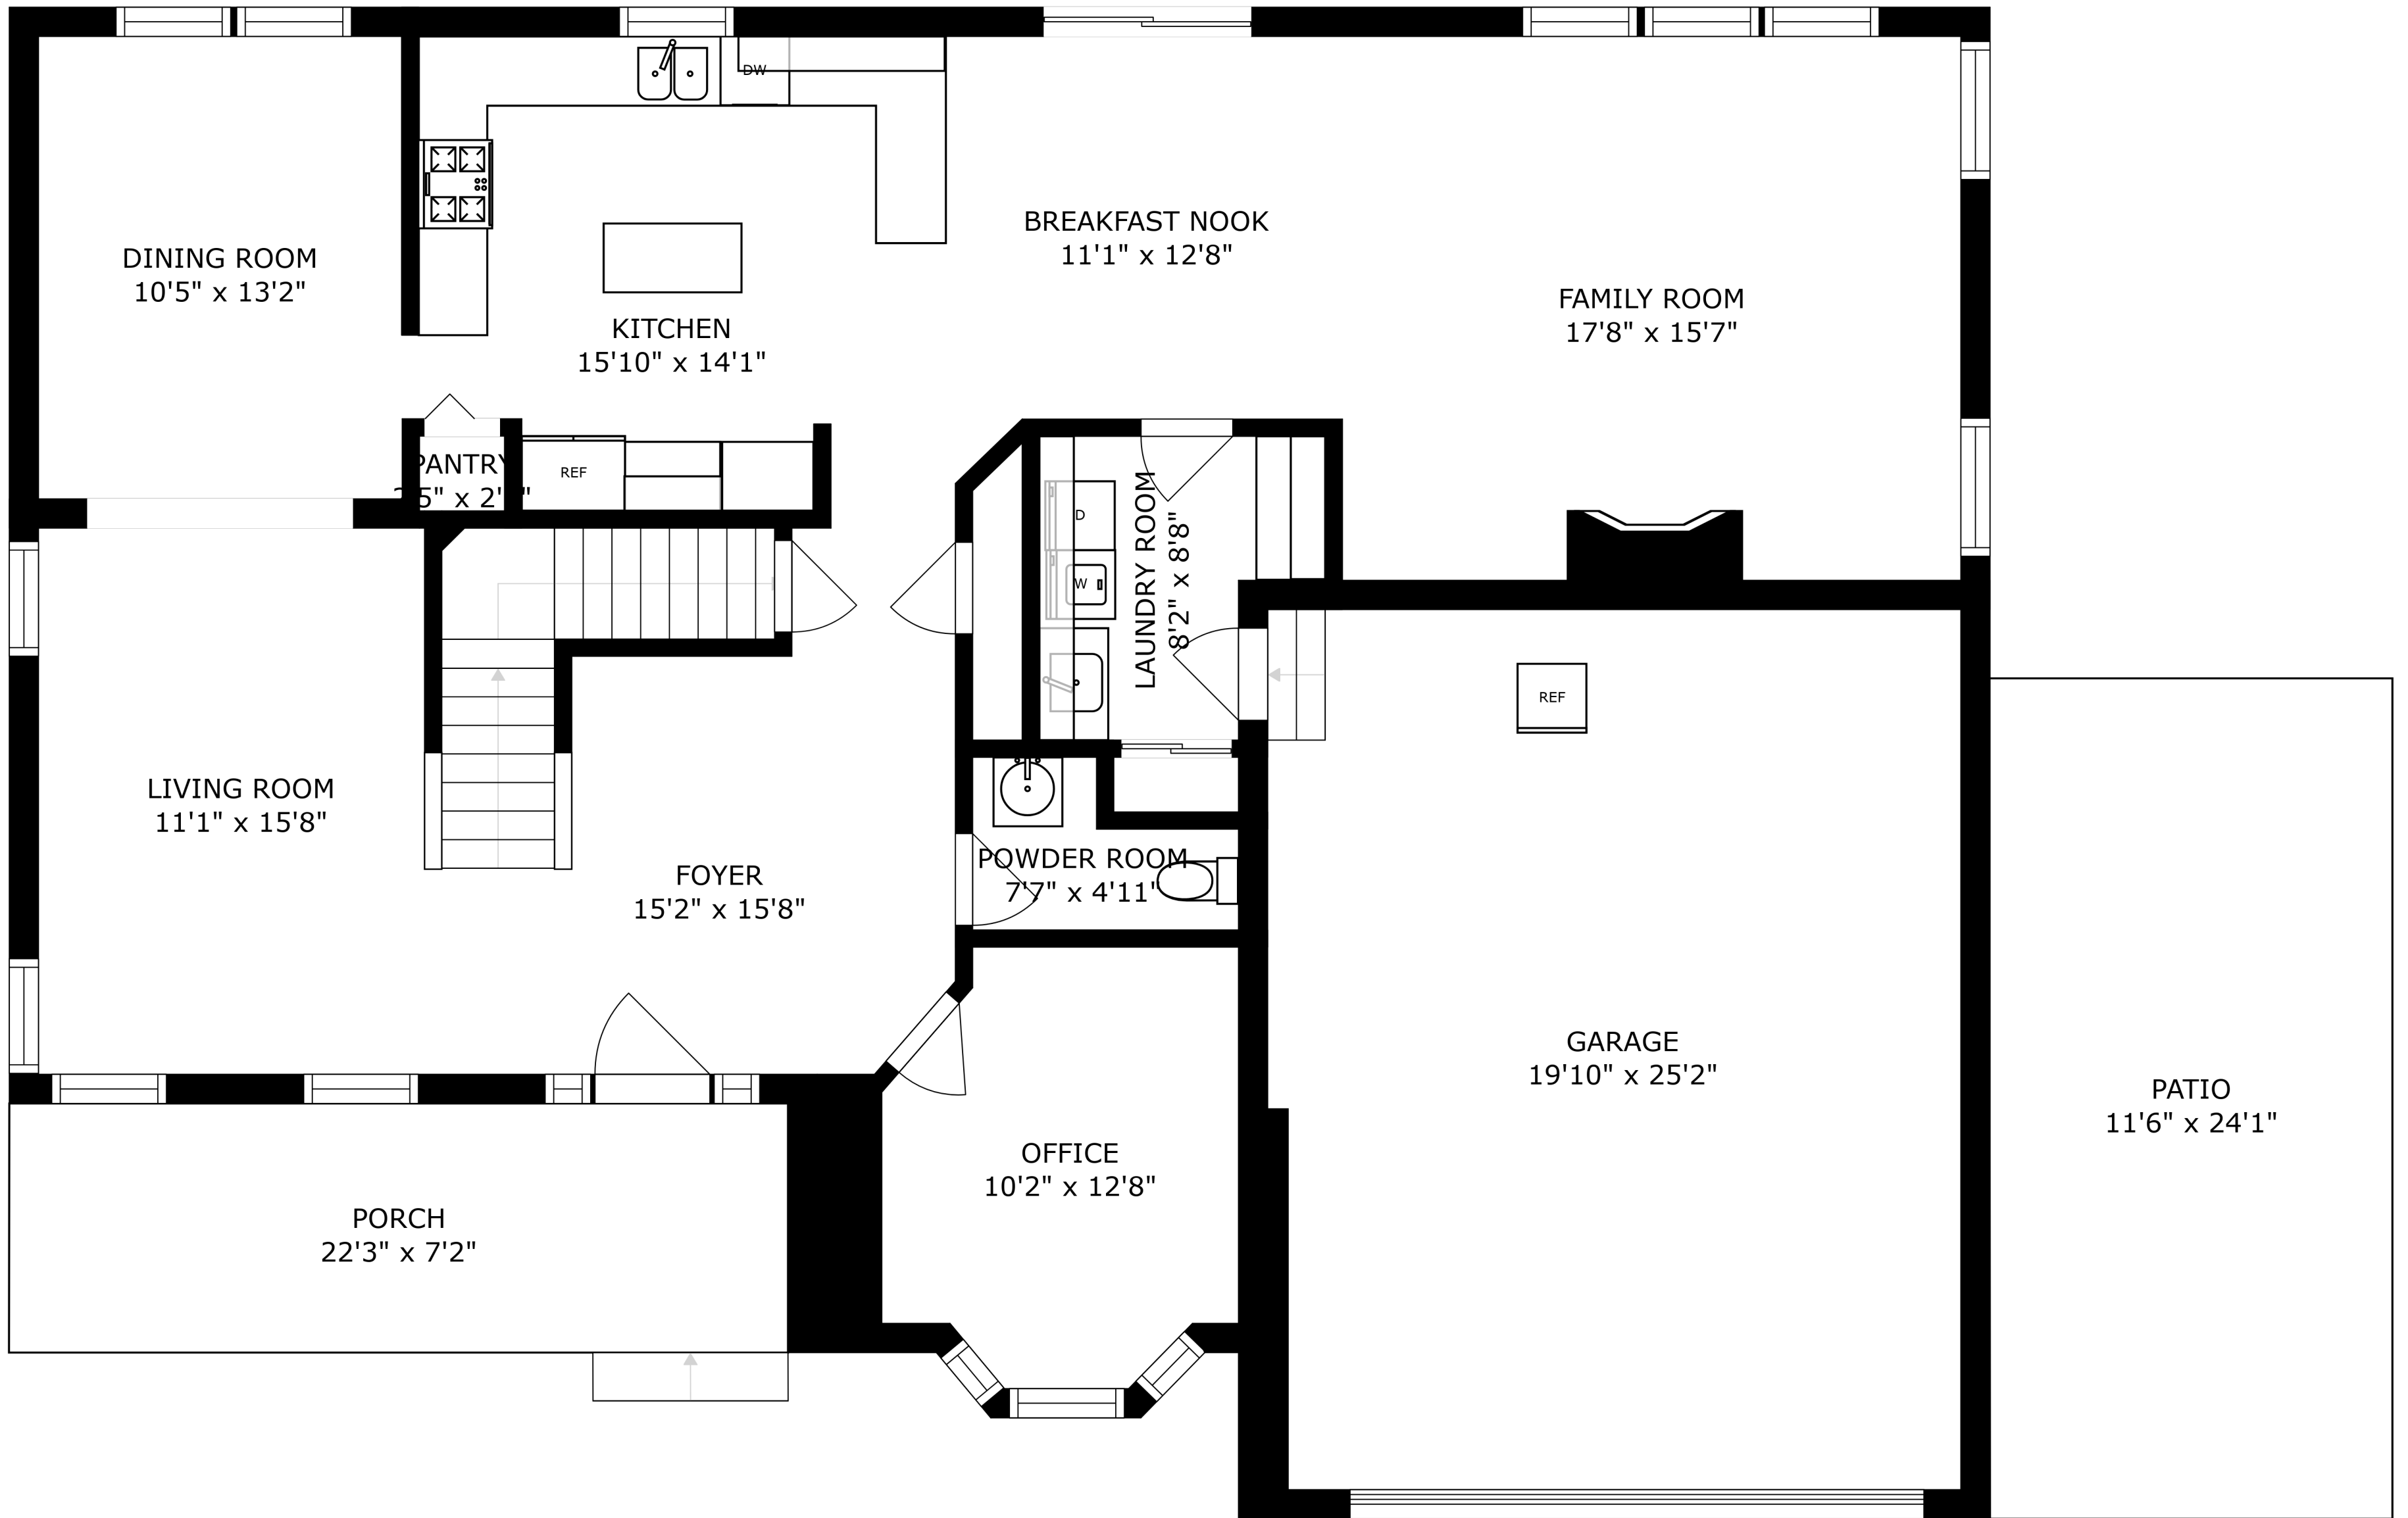 DW
BREAKFAST NOOK
11'1" x 12'8"
DINING ROOM
10'5" x 13'2"
FAMILY ROOM
17'8" x 15'7"
KITCHEN
15'10" x 14'1"
PANTRY
REF
D
W
LAUNDRY ROOM
8'2" x 8'8"
REF
LIVING ROOM
11'1" x 15'8"
FOYER
15'2" x 15'8"
POWDER ROOM
7'7" x 4'11"
GARAGE
19'10" x 25'2"
PATIO
11'6" x 24'1"
OFFICE
10'2" x 12'8"
PORCH
22'3" x 7'2"